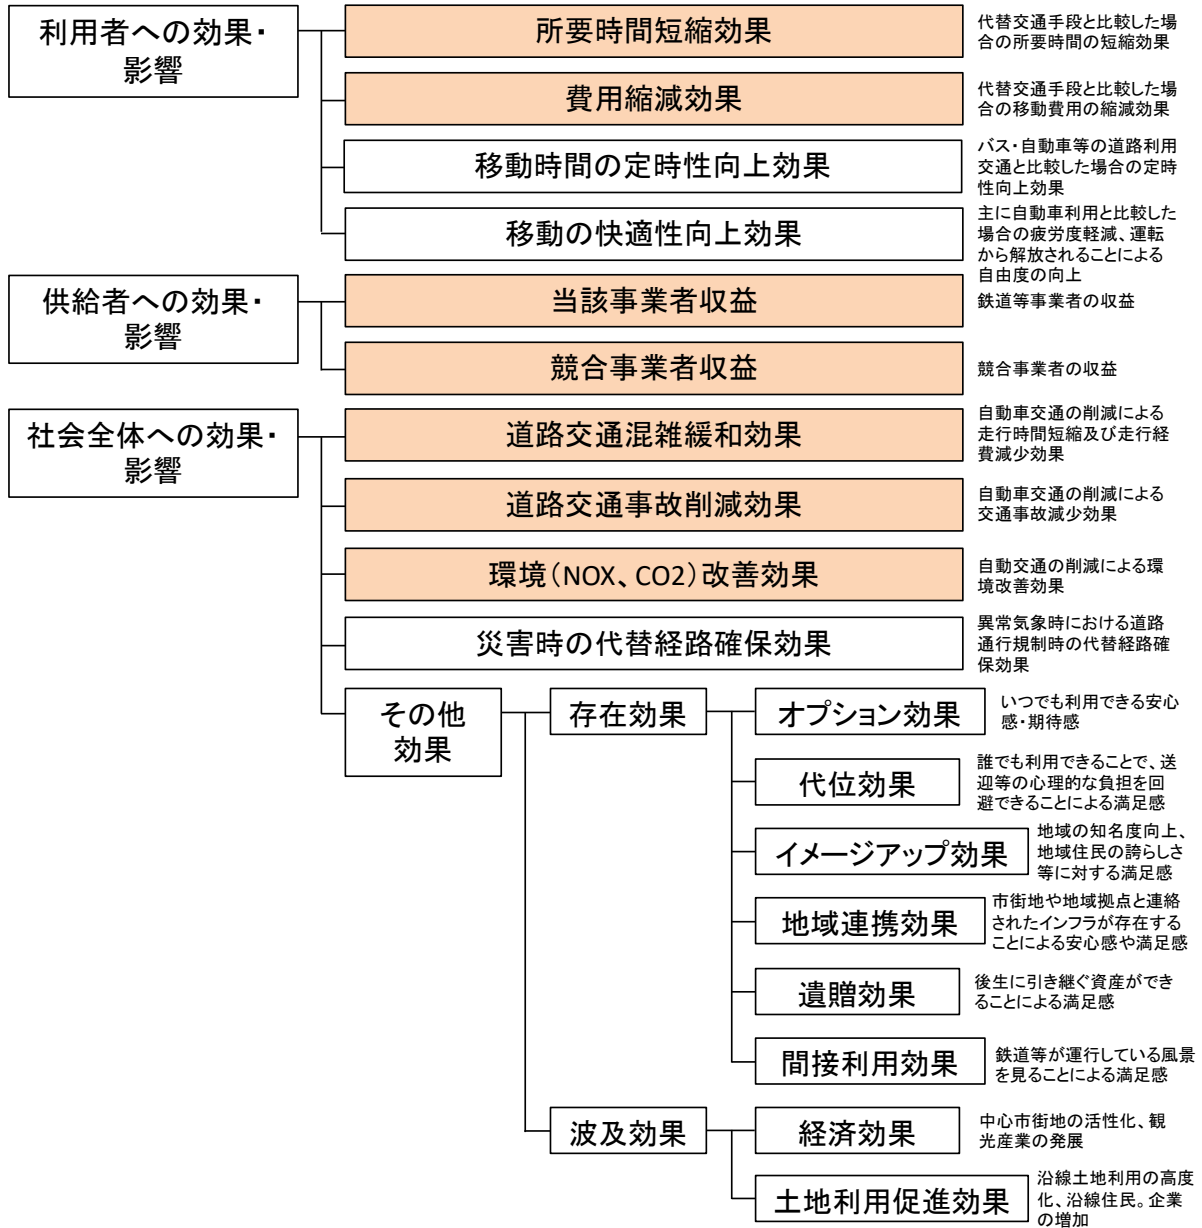 利用者への効果・
影響
所要時間短縮効果
代替交通手段と比較した場
合の所要時間の短縮効果
費用縮減効果
代替交通手段と比較した場
合の移動費用の縮減効果
移動時間の定時性向上効果
バス・自動車等の道路利用
交通と比較した場合の定時
性向上効果
移動の快適性向上効果
主に自動車利用と比較した
場合の疲労度軽減、運転
から解放されることによる
自由度の向上
供給者への効果・
影響
当該事業者収益
鉄道等事業者の収益
競合事業者収益
競合事業者の収益
社会全体への効果・
影響
道路交通混雑緩和効果
自動車交通の削減による
走行時間短縮及び走行経
費減少効果
道路交通事故削減効果
自動車交通の削減による
交通事故減少効果
環境（NOX、CO2）改善効果
自動交通の削減による環
境改善効果
災害時の代替経路確保効果
異常気象時における道路
通行規制時の代替経路確
保効果
その他
効果
存在効果
オプション効果
いつでも利用できる安心
感・期待感
代位効果
誰でも利用できることで、送
迎等の心理的な負担を回
避できることによる満足感
イメージアップ効果
地域の知名度向上、
地域住民の誇らしさ
等に対する満足感
地域連携効果
市街地や地域拠点と連絡
されたインフラが存在する
ことによる安心感や満足感
遺贈効果
後生に引き継ぐ資産ができ
ることによる満足感
間接利用効果
鉄道等が運行している風景
を見ることによる満足感
波及効果
経済効果
中心市街地の活性化、観
光産業の発展
土地利用促進効果
沿線土地利用の高度
化、沿線住民。企業
の増加